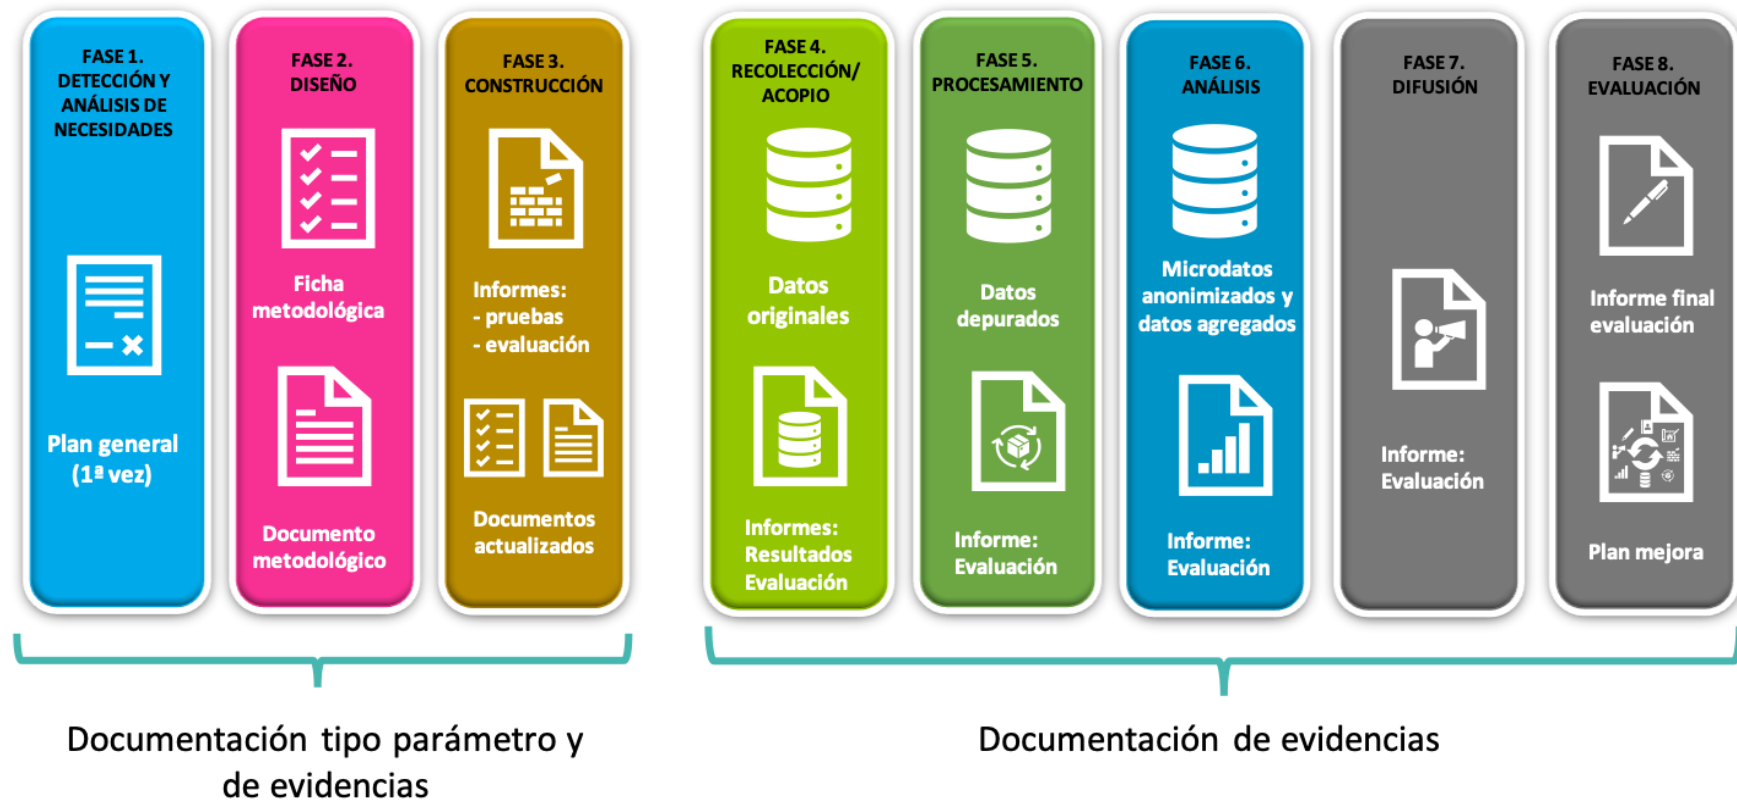 FASE 1.
DETECCIÓN Y
ANÁLISIS DE
NECESIDADES
Plan general
(1ª vez)
FASE 2.
DISEÑO
Ficha
metodológica
Documento
metodológico
FASE 3.
CONSTRUCCIÓN
Informes:
- pruebas
- evaluación
Documentos
actualizados
FASE 4.
RECOLECCIÓN/
ACOPIO
Datos
originales
Informes:
Resultados
Evaluación
FASE 5.
PROCESAMIENTO
Datos
depurados
Informe:
Evaluación
FASE 6.
ANÁLISIS
Microdatos
anonimizados y
datos agregados
Informe:
Evaluación
FASE 7.
DIFUSIÓN
Informe:
Evaluación
FASE 8.
EVALUACIÓN
Informe final
evaluación
Plan mejora
Documentación tipo parámetro y
de evidencias
Documentación de evidencias